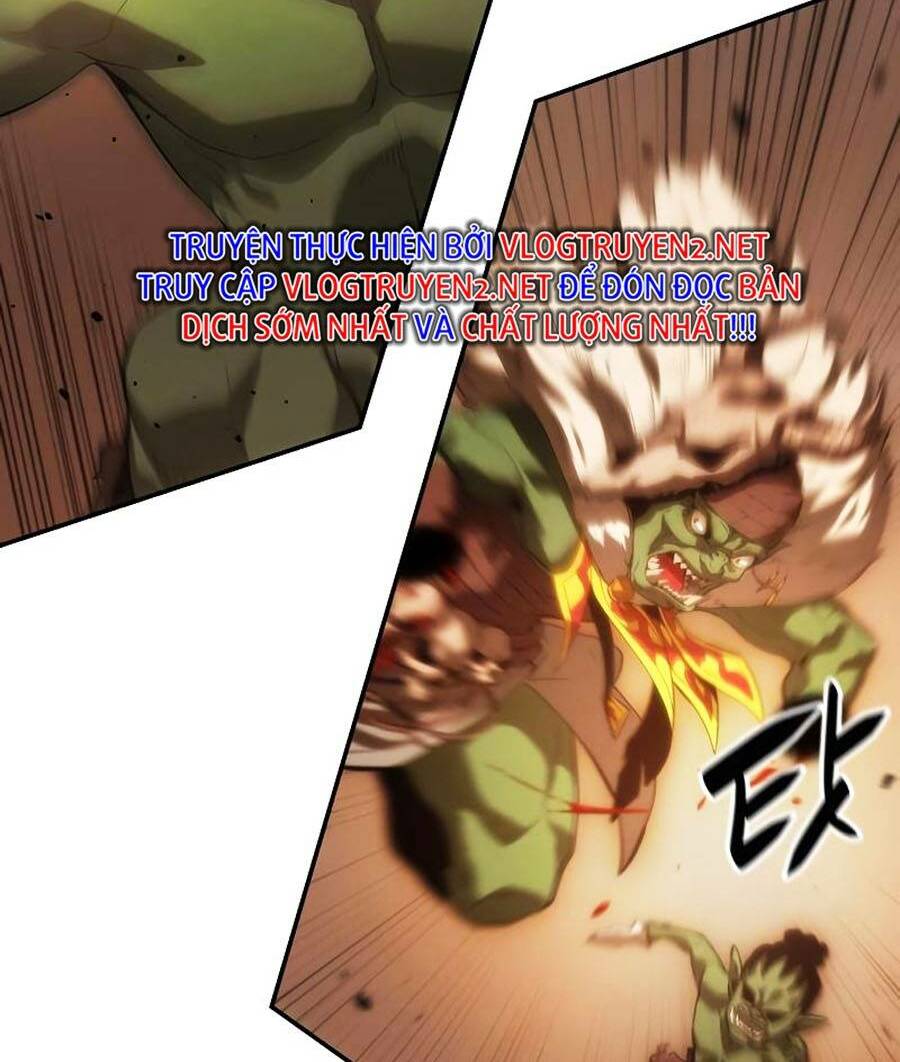 TRUYỆN THỰC HIỆN BỞI VLOGTRUYEN2.NET
TRUY CẬP VLOGTRUYEN2.NET ĐỂ ĐÓN ĐỌC BẢN
DỊCH SỚM NHẤT VÀ CHẤT LƯỢNG NHẤT!!!
탓